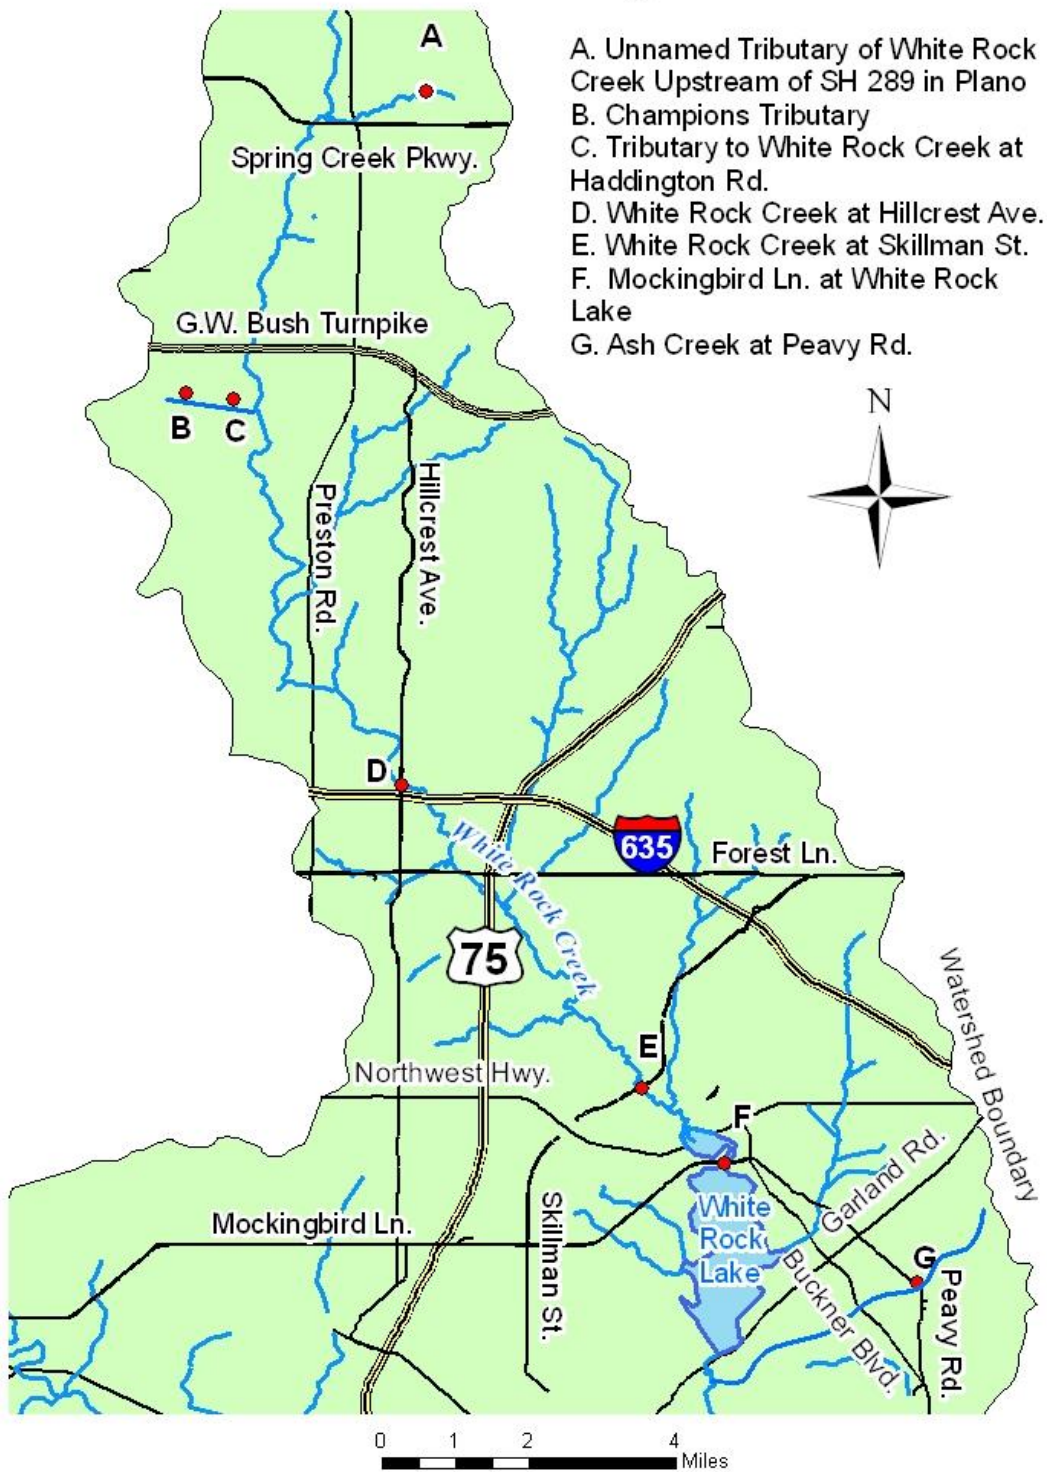 A
A. Unnamed Tributary of White Rock
Creek Upstream of SH 289 in Plano
B. Champions Tributary
C. Tributary to White Rock Creek at
Haddington Rd.
D. White Rock Creek at Hillcrest Ave.
E. White Rock Creek at Skillman St.
F. Mockingbird Ln. at White Rock
Lake
G. Ash Creek at Peavy Rd.
Spring Creek Pkwy.
G.W. Bush Turnpike
N
B
C
Preston Rd.
Hillcrest Ave.
D
White Rock Creek
635
Forest Ln.
75
Watershed Boundary
E
Northwest Hwy.
F
Garland Rd.
Mockingbird Ln.
Skillman St.
White
Rock
Lake
Buckner Blvd.
G
Peavy Rd.
0 1 2 4
Miles